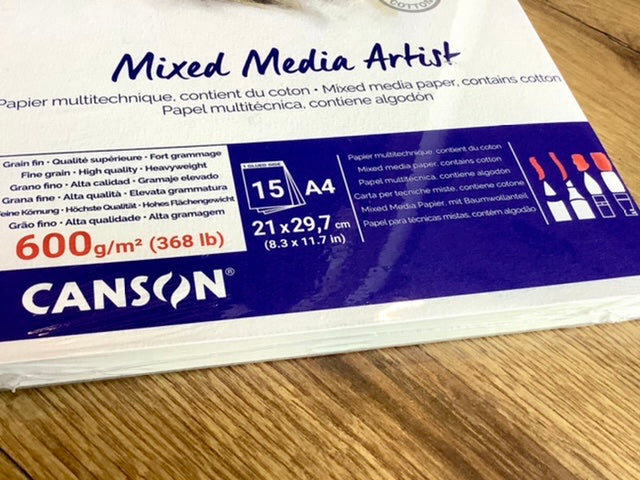 COTTON
Mixed Media Artist
Papier multitechnique, contient du coton • Mixed media paper, contains cotton
Papel multitécnica, contiene algodón
Grain fin • Qualité supérieure • Fort grammage
Fine grain • High quality • Heavyweight
Grano fino • Alta calidad • Gramaje elevado
Grana fine • Alta qualità • Elevata grammatura
Feine Körnung • Höchste Qualität • Hohes Flächengewicht
Grão fino • Alta qualidade • Alta gramagem
600g/m² (368 lb)
1 GLUED SIDE
15 A4
21 x 29,7 cm
(8.3 x 11.7 in)
Papier multitechnique, contient du coton
Mixed media paper, contains cotton
Papel multitécnica, contiene algodón
Carta per tecniche miste, contiene cotone
Mixed Media Papier, mit Baumwollanteil
Papel para técnicas mistas, contém algodão
CANSON®